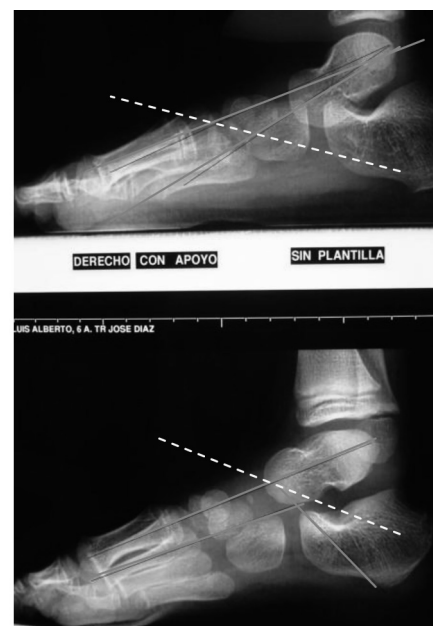 DERECHO CON APOYO SIN PLANTILLA
LUIS ALBERTO, 6 A. TR JOSE DIAZ